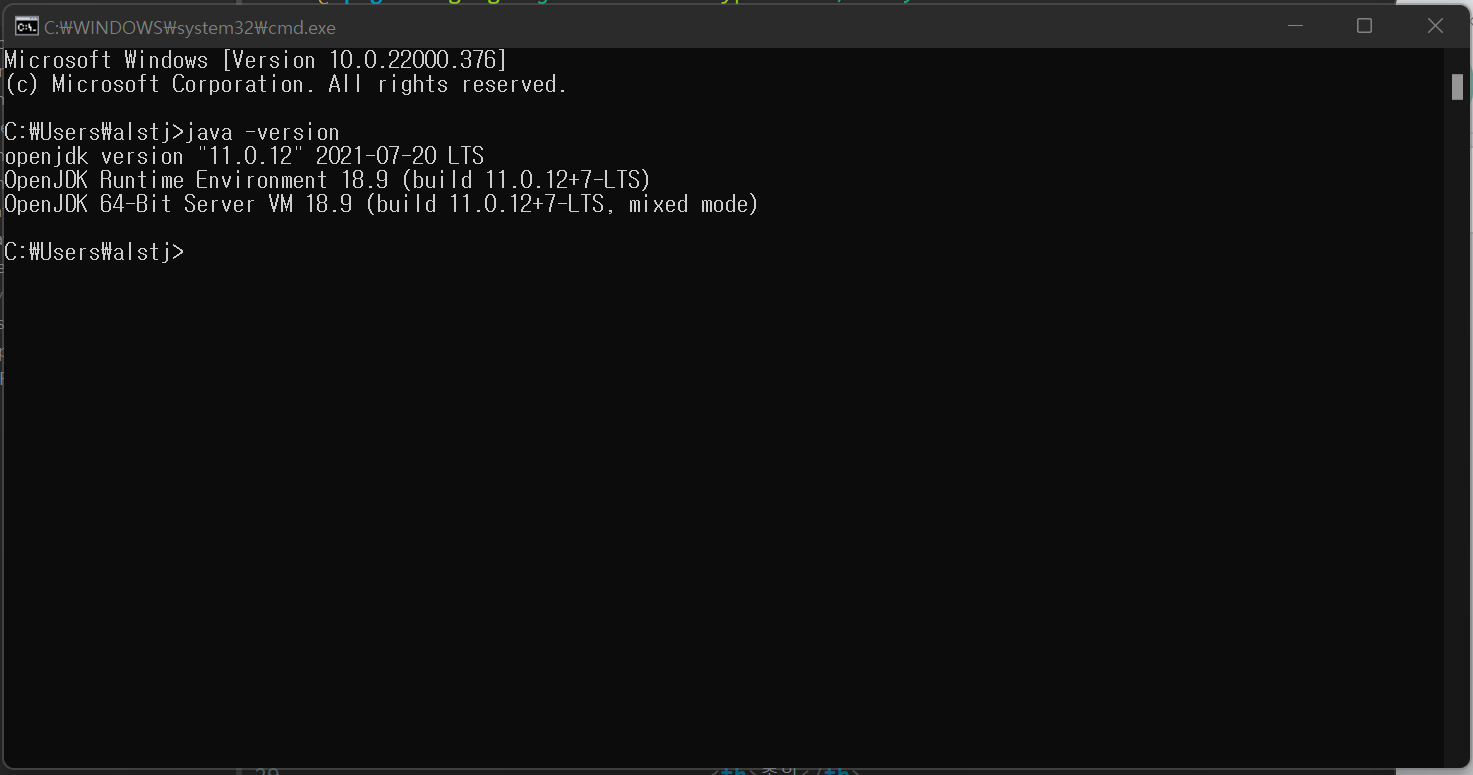 C:₩WINDOWS₩system32₩cmd.exe
Microsoft Windows [Version 10.0.22000.376]
(c) Microsoft Corporation. All rights reserved.
C:₩Users₩alstj>java -version
openjdk version "11.0.12" 2021-07-20 LTS
OpenJDK Runtime Environment 18.9 (build 11.0.12+7-LTS)
OpenJDK 64-Bit Server VM 18.9 (build 11.0.12+7-LTS, mixed mode)
C:₩Users₩alstj>